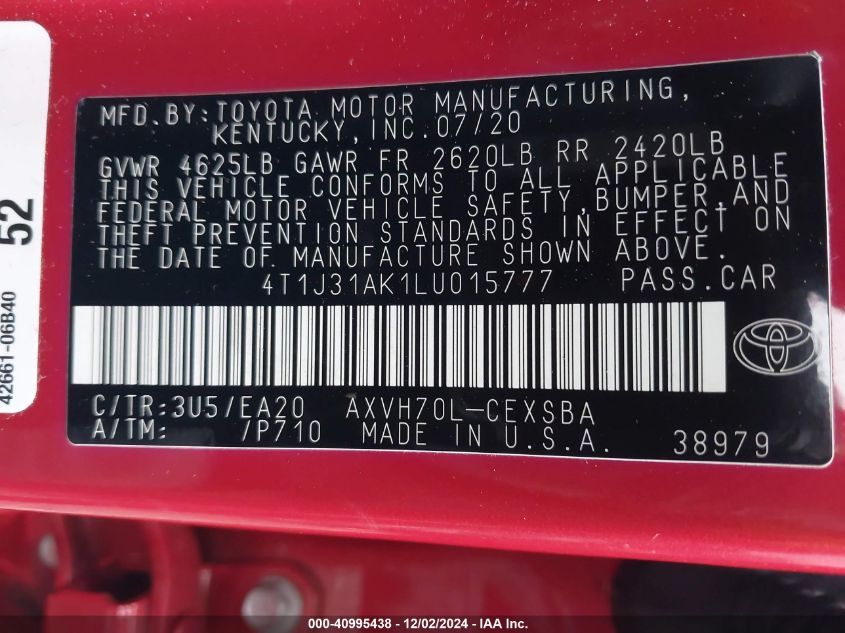 MFD.BY:TOYOTA MOTOR MANUFACTURING,
KENTUCKY,INC.07/20
GVWR 4625LB GAWR FR 2620LB RR 2420LB
THIS VEHICLE CONFORMS TO ALL APPLICABLE
FEDERAL MOTOR VEHICLE SAFETY,BUMPER,AND
THEFT PREVENTION STANDARDS IN EFFECT ON
THE DATE OF MANUFACTURE SHOWN ABOVE.
4T1J31AK1LU015777 PASS.CAR
C/TR:3U5/EA20 AXVH70L-CEXSBA
A/TM: /P710 MADE IN U.S.A. 38979
52
42661-06B40
000-40995438 - 12/02/2024 - IAA Inc.